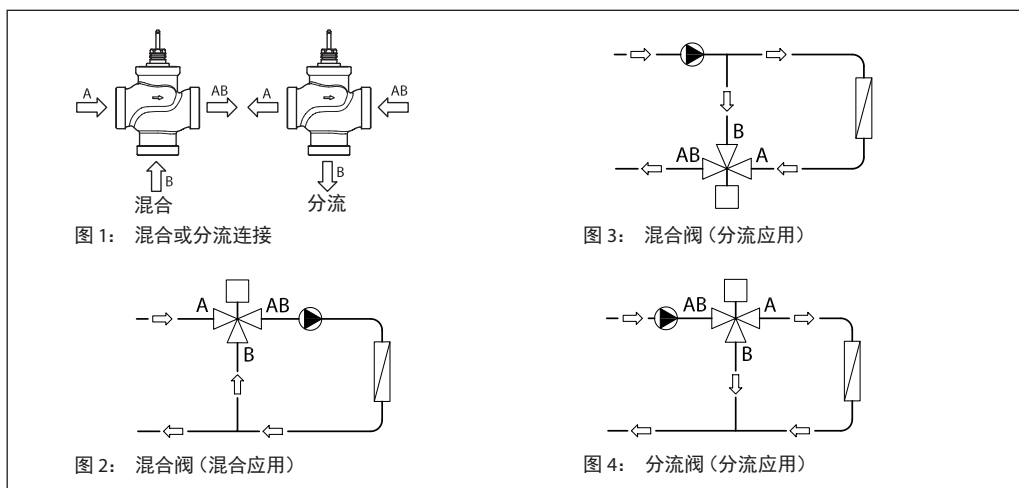 A
AB
B
混合
A
AB
B
分流
图 1： 混合或分流连接
B
AB
A
图 3： 混合阀（分流应用）
A
AB
B
图 2： 混合阀（混合应用）
AB
A
B
图 4： 分流阀（分流应用）